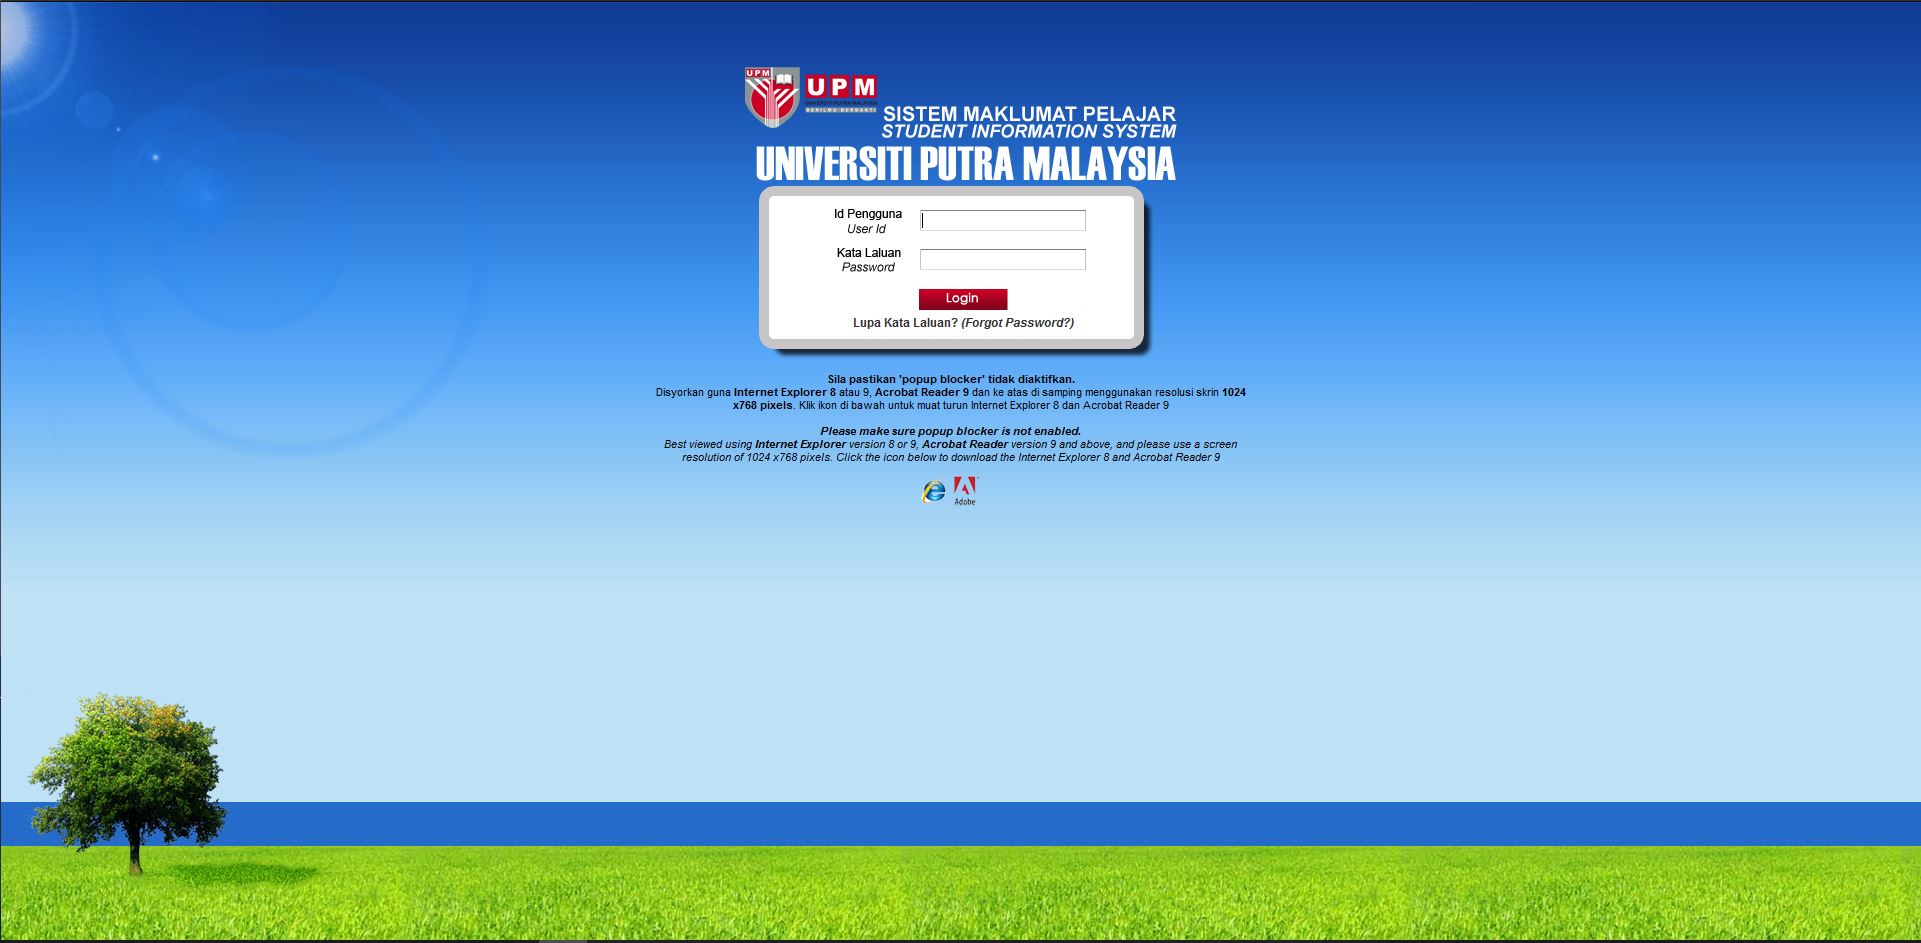 UPM
UPM
UNIVERSITI PUTRA MALAYSIA
BERILMU BERBAKTI
SISTEM MAKLUMAT PELAJAR
STUDENT INFORMATION SYSTEM
UNIVERSITI PUTRA MALAYSIA
Id Pengguna
User Id
Kata Laluan
Password
Login
Lupa Kata Laluan? (Forgot Password?)
Sila pastikan 'popup blocker' tidak diaktifkan.
Disyorkan guna Internet Explorer 8 atau 9, Acrobat Reader 9 dan ke atas di samping menggunakan resolusi skrin 1024
x768 pixels. Klik ikon di bawah untuk muat turun Internet Explorer 8 dan Acrobat Reader 9
Please make sure popup blocker is not enabled.
Best viewed using Internet Explorer version 8 or 9, Acrobat Reader version 9 and above, and please use a screen
resolution of 1024 x768 pixels. Click the icon below to download the Internet Explorer 8 and Acrobat Reader 9
Adobe